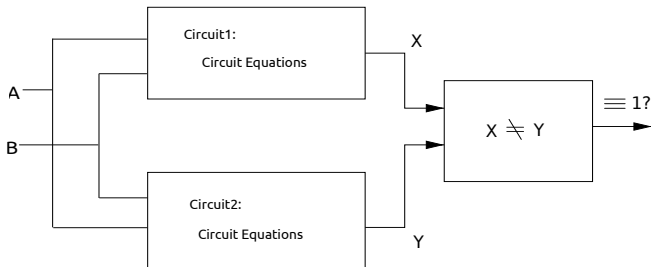 Circuit1:
Circuit Equations
X
A
B
X ≠ Y
≡ 1?
Circuit2:
Circuit Equations
Y